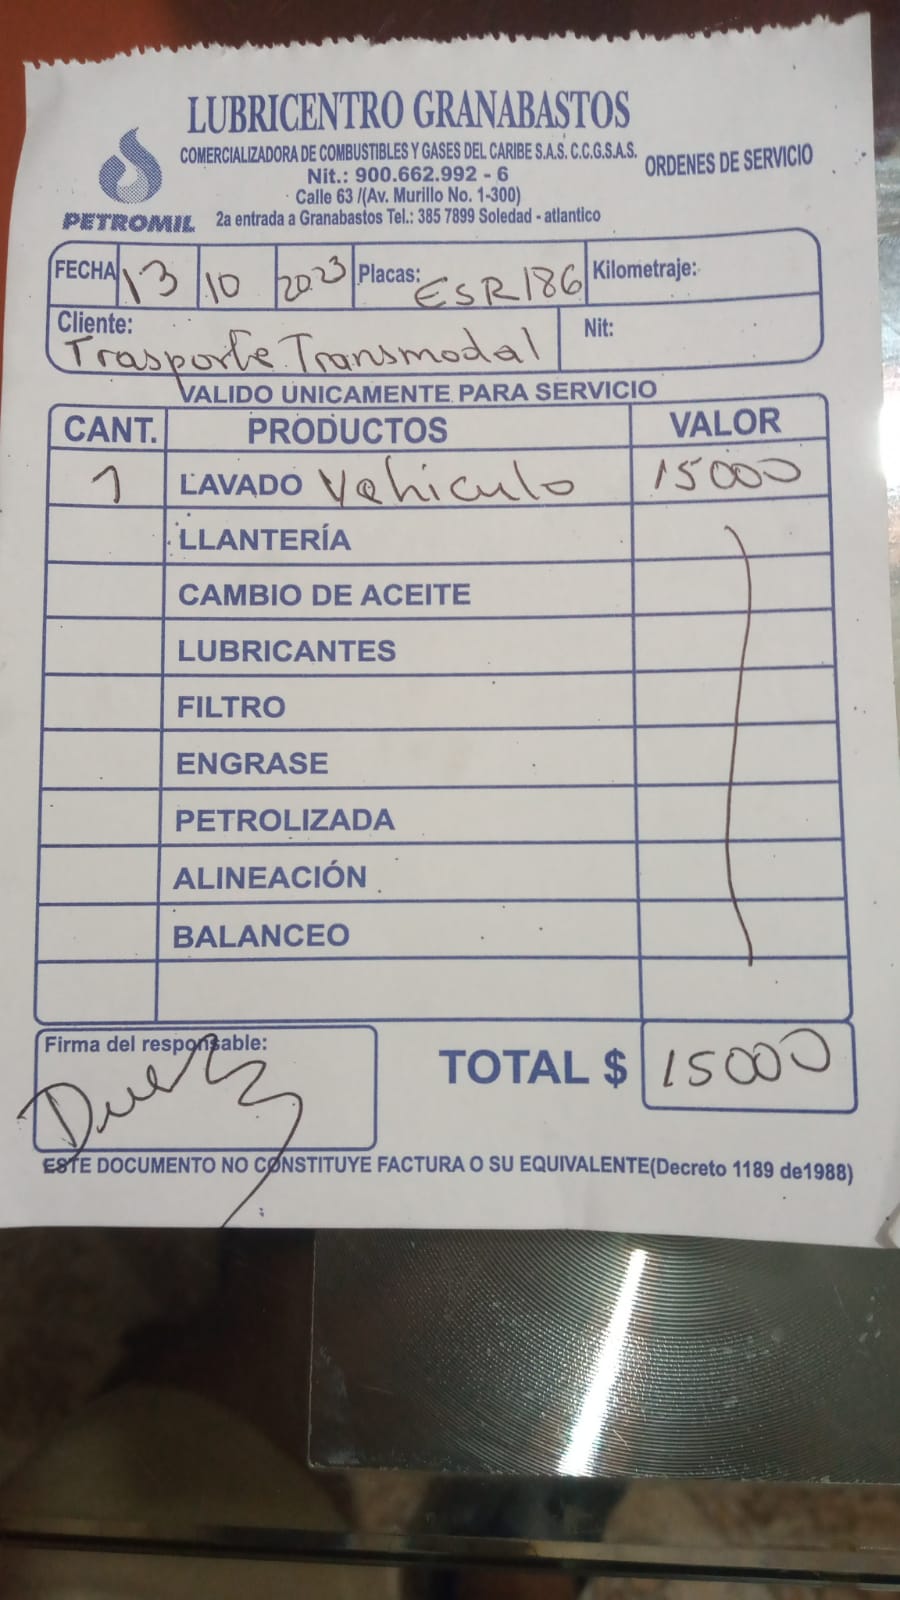 LUBRICENTRO GRANABASTOS
COMERCIALIZADORA DE COMBUSTIBLES Y GASES DEL CARIBE S.A.S. C.C.G.S.A.S.
ORDENES DE SERVICIO
Nit.: 900.662.992 - 6
Calle 63 /(Av. Murillo No. 1-300)
PETROMIL
2a entrada a Granabastos Tel.: 385 7899 Soledad - atlantico
FECHA 13 10 2023 Placas: ESR186 Kilometraje:
Cliente: Trasporte Transmodal Nit:
VALIDO UNICAMENTE PARA SERVICIO
CANT. PRODUCTOS VALOR
1 LAVADO Vehiculo 15000
LLANTERÍA
CAMBIO DE ACEITE
LUBRICANTES
FILTRO
ENGRASE
PETROLIZADA
ALINEACIÓN
BALANCEO
Firma del responsable:
TOTAL $ 15000
ESTE DOCUMENTO NO CONSTITUYE FACTURA O SU EQUIVALENTE(Decreto 1189 de1988)